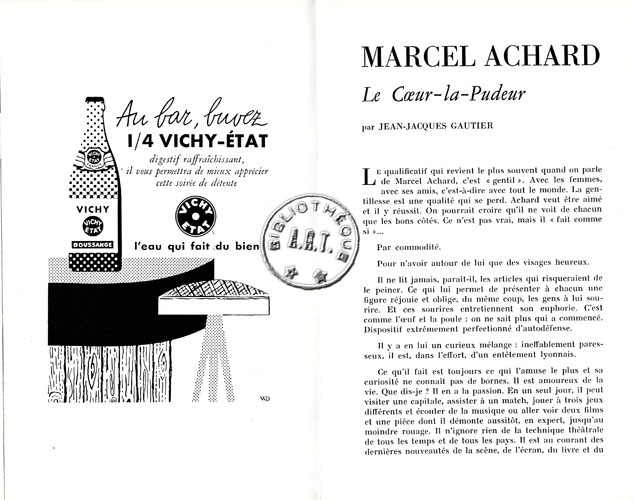 Au bar, buvez
1/4 VICHY-ÉTAT
digestif raffraîchissant,
il vous permettra de mieux apprécier
cette soirée de détente
VICHY
ÉTAT
l'eau qui fait du bien
VICHY
VICHY
ÉTAT
BOUSSANGE
WD
BIBLIOTHÈQUE
A.R.T.
MARCEL ACHARD
Le Cœur-la-Pudeur
par JEAN-JACQUES GAUTIER
LE qualificatif qui revient le plus souvent quand on parle
de Marcel Achard, c'est « gentil ». Avec les femmes,
avec ses amis, c'est-à-dire avec tout le monde. La gen-
tillesse est une qualité qui se perd. Achard veut être aimé
et il y réussit. On pourrait croire qu'il ne voit de chacun
que les bons côtés. Ce n'est pas vrai, mais il « fait comme
si »...
Par commodité.
Pour n'avoir autour de lui que des visages heureux.
Il ne lit jamais, paraît-il, les articles qui risqueraient de
le peiner. Ce qui lui permet de présenter à chacun une
figure réjouie et oblige, du même coup, les gens à lui sou-
rire. Et ces sourires entretiennent son euphorie. C'est
comme l'œuf et la poule : on ne sait plus qui a commencé.
Dispositif extrêmement perfectionné d'autodéfense.
Il y a en lui un curieux mélange : ineffablement pares-
seux, il est, dans l'effort, d'un entêtement lyonnais.
Ce qu'il fait est toujours ce qui l'amuse le plus et sa
curiosité ne connaît pas de bornes. Il est amoureux de la
vie. Que dis-je ? Il en a la passion. En un seul jour, il peut
visiter une capitale, assister à un match, jouer à trois jeux
différents et écouter de la musique ou aller voir deux films
et une pièce dont il démonte aussitôt, en expert, jusqu'au
moindre rouage. Il n'ignore rien de la technique théâtrale
de tous les temps et de tous les pays. Il est au courant des
dernières nouveautés de la scène, de l'écran, du livre et du